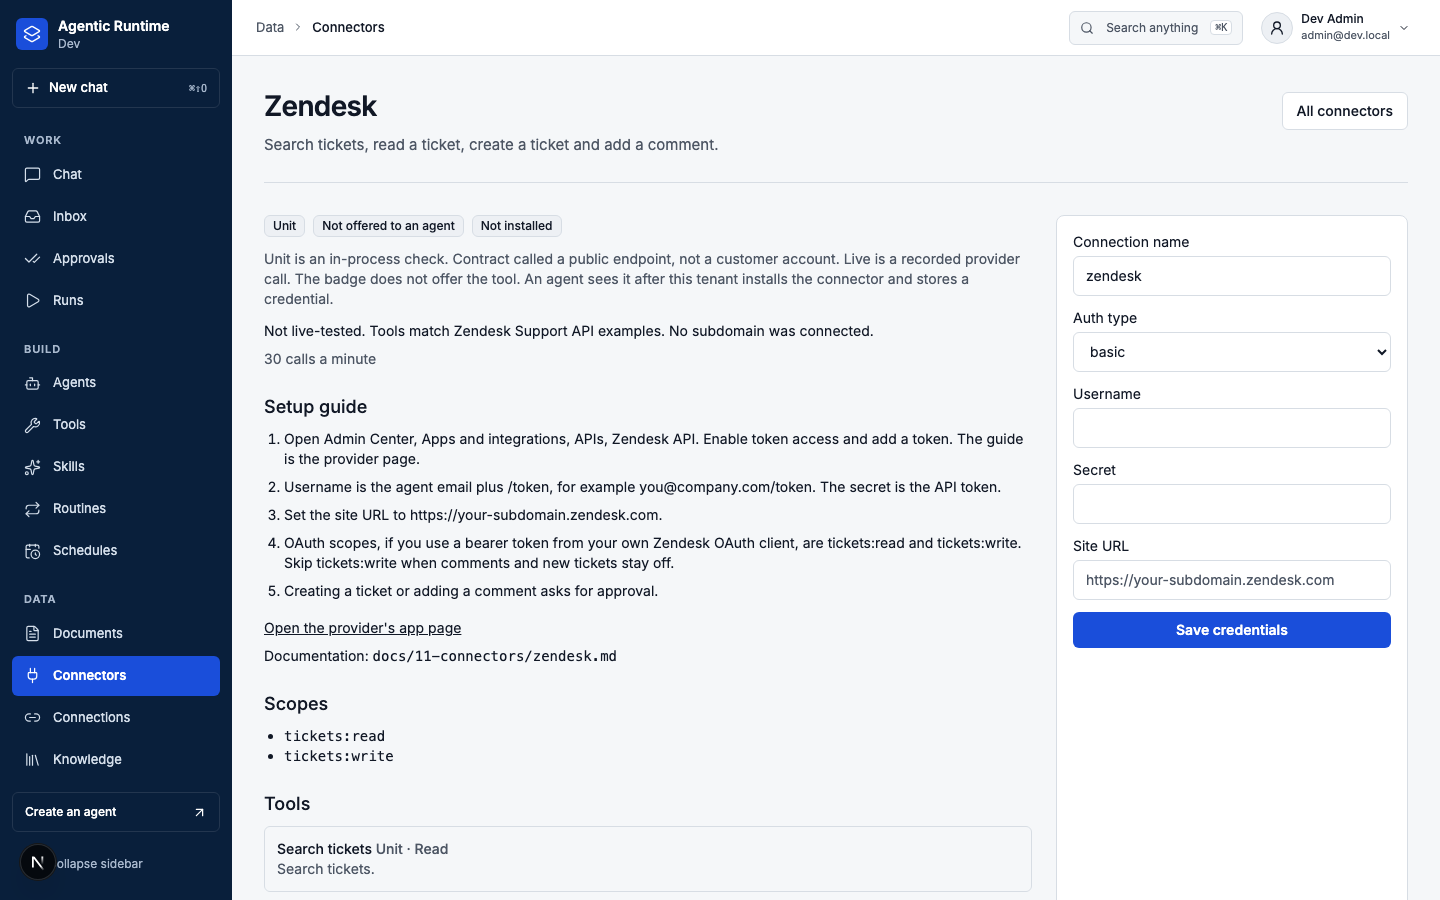 Agentic Runtime
Dev
New chat
⌘⇧O
WORK
Chat
Inbox
Approvals
Runs
BUILD
Agents
Tools
Skills
Routines
Schedules
DATA
Documents
Connectors
Connections
Knowledge
Create an agent
N
ollapse sidebar
Data
Connectors
Search anything
⌘K
Dev Admin
admin@dev.local
Zendesk
Search tickets, read a ticket, create a ticket and add a comment.
All connectors
Unit
Not offered to an agent
Not installed
Unit is an in-process check. Contract called a public endpoint, not a customer account. Live is a recorded provider
call. The badge does not offer the tool. An agent sees it after this tenant installs the connector and stores a
credential.
Not live-tested. Tools match Zendesk Support API examples. No subdomain was connected.
30 calls a minute
Setup guide
1. Open Admin Center, Apps and integrations, APIs, Zendesk API. Enable token access and add a token. The guide
is the provider page.
2. Username is the agent email plus /token, for example you@company.com/token. The secret is the API token.
3. Set the site URL to https://your-subdomain.zendesk.com.
4. OAuth scopes, if you use a bearer token from your own Zendesk OAuth client, are tickets:read and tickets:write.
Skip tickets:write when comments and new tickets stay off.
5. Creating a ticket or adding a comment asks for approval.
Open the provider's app page
Documentation: docs/11-connectors/zendesk.md
Scopes
• tickets:read
• tickets:write
Tools
Search tickets Unit · Read
Search tickets.
Connection name
zendesk
Auth type
basic
Username
Secret
Site URL
https://your-subdomain.zendesk.com
Save credentials